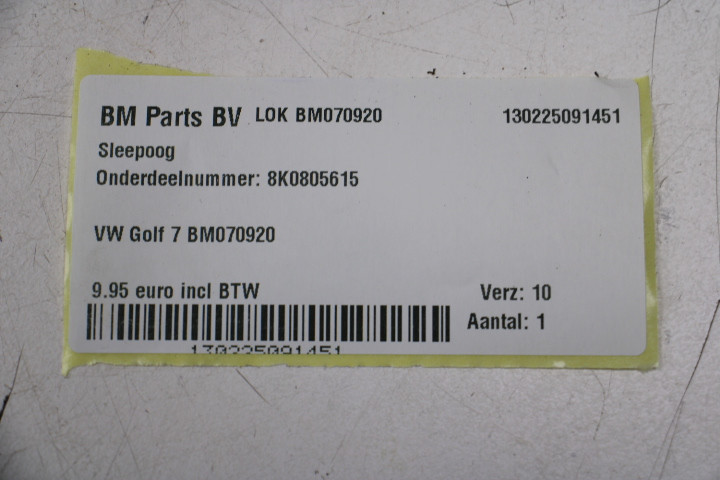 BM Parts BV LOK BM070920 130225091451
Sleepoog
Onderdeelnummer: 8K0805615
VW Golf 7 BM070920
9.95 euro incl BTW Verz: 10
Aantal: 1
130225091451